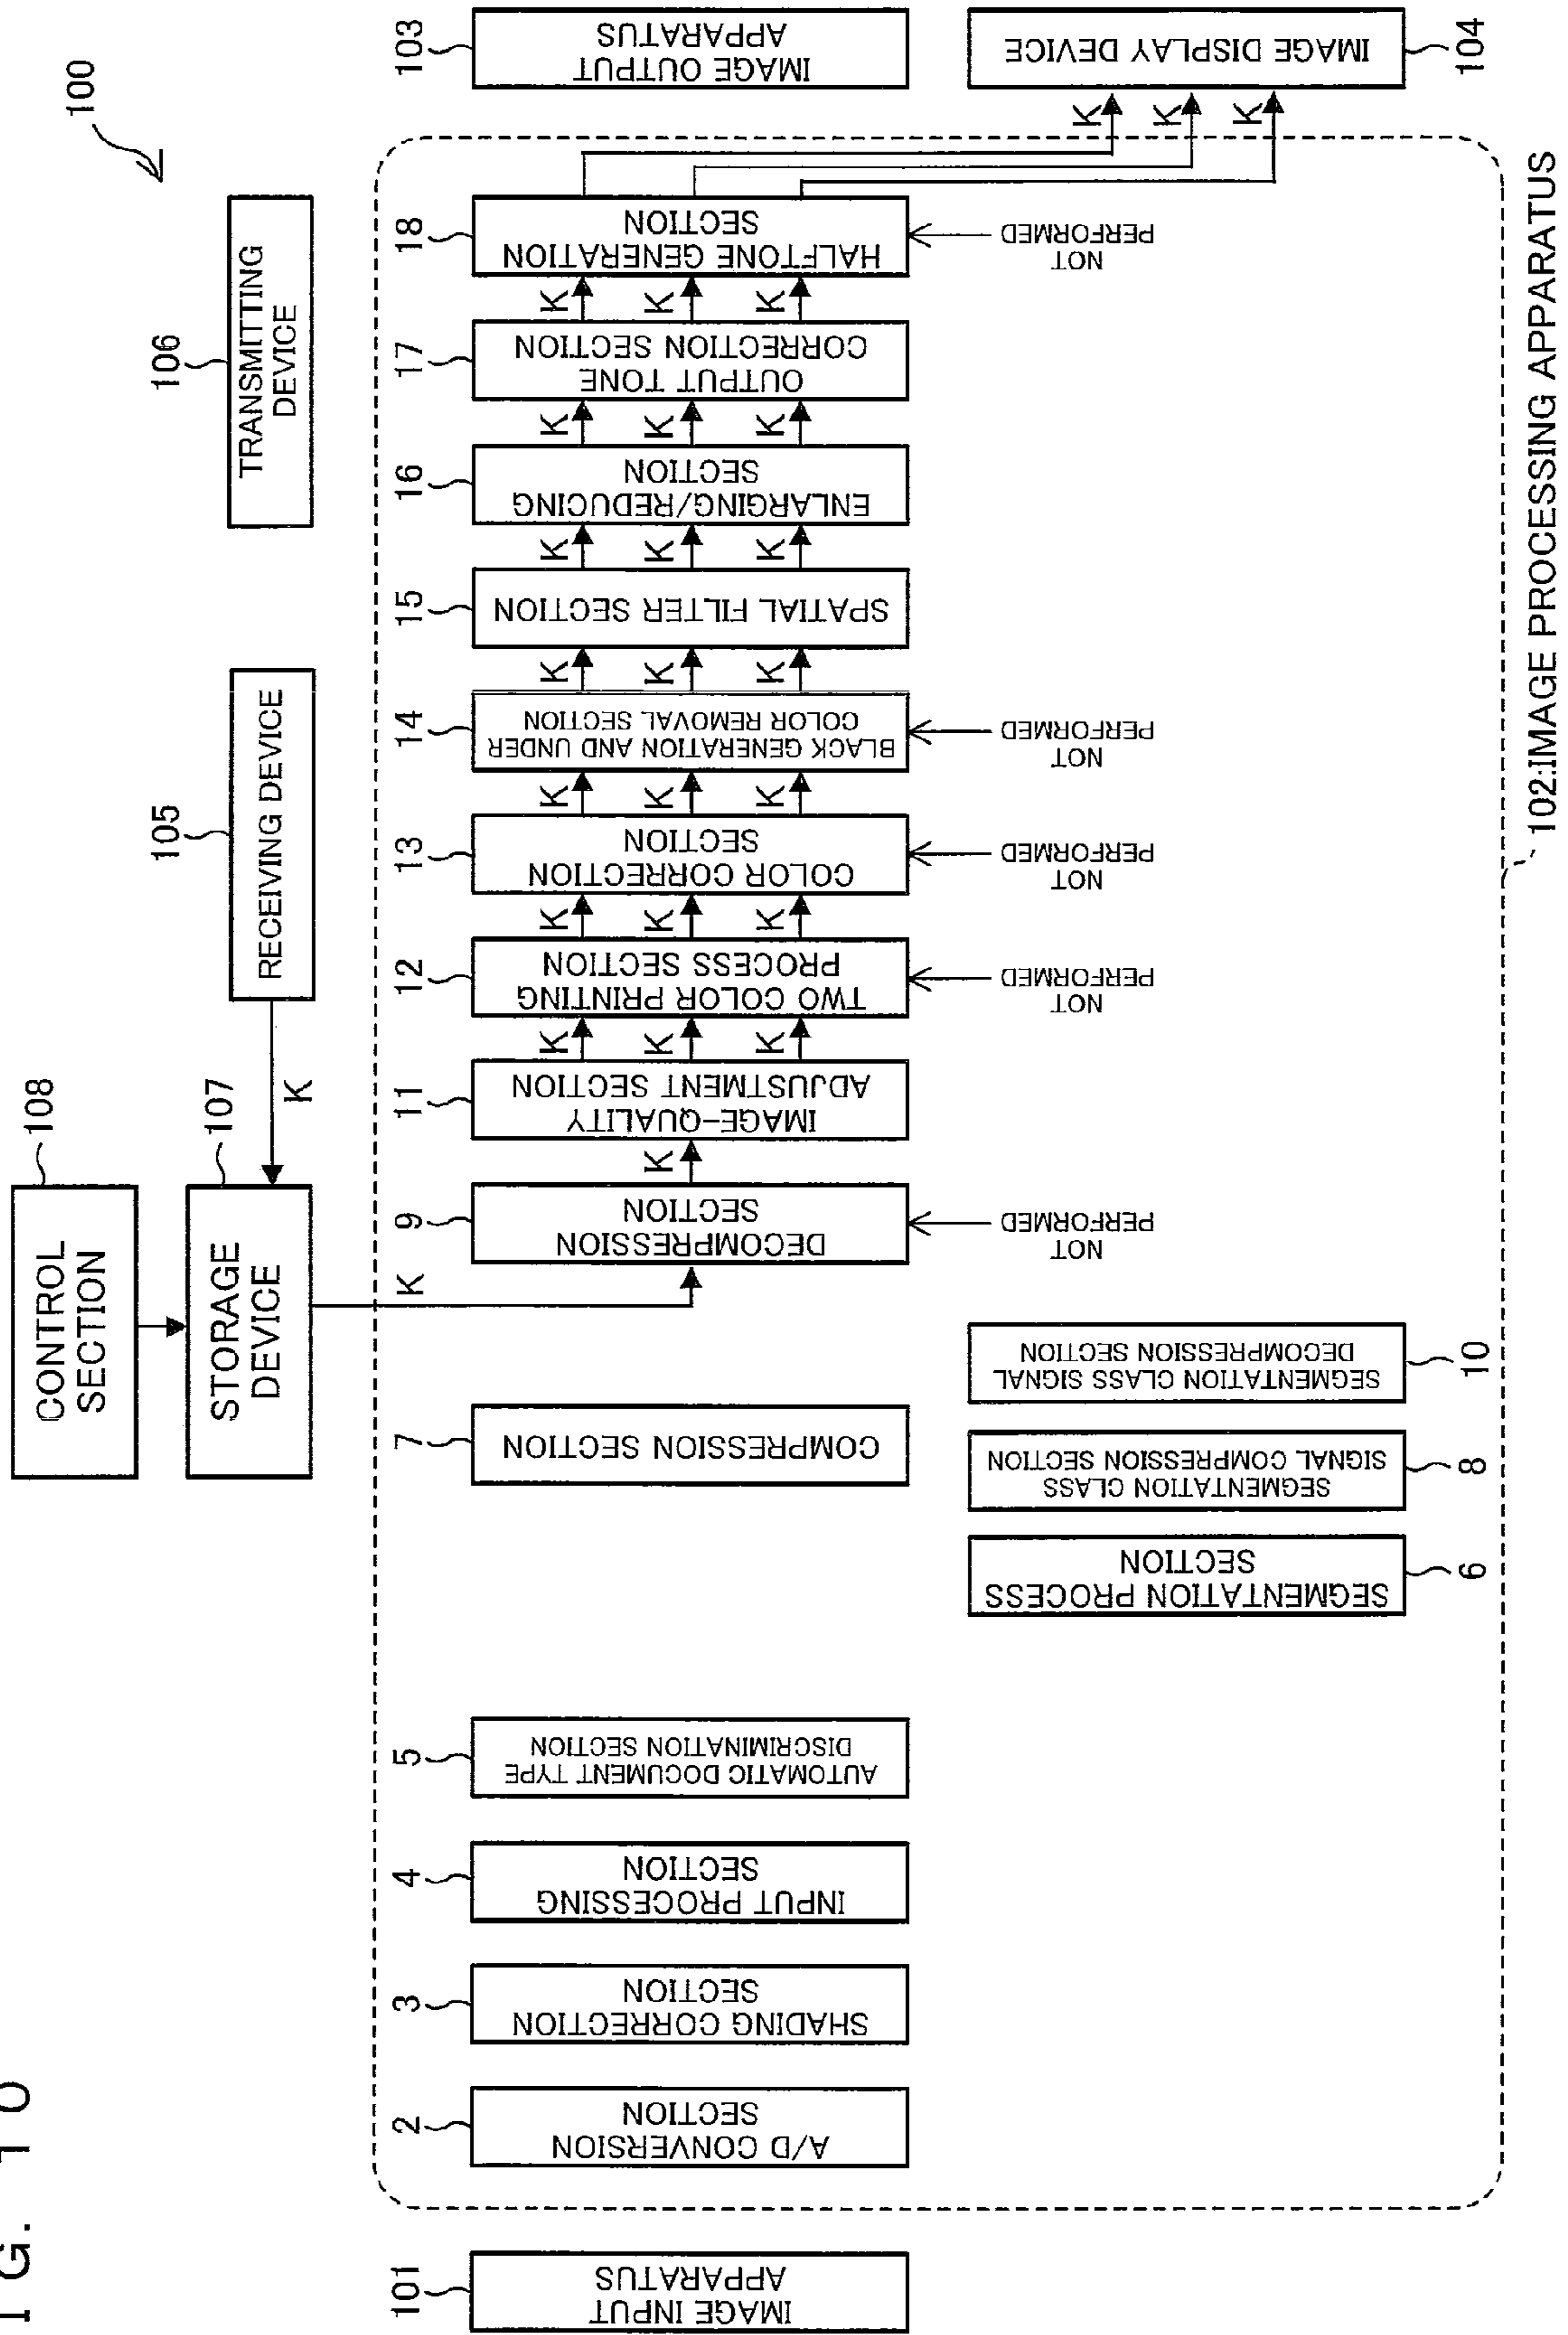 I G. 1 0
100
108
CONTROL
SECTION
107
STORAGE
DEVICE
K
105
RECEIVING DEVICE
106
TRANSMITTING
DEVICE
K
101
IMAGE INPUT
APPARATUS
2
A/D CONVERSION
SECTION
3
SHADING CORRECTION
SECTION
4
INPUT PROCESSING
SECTION
5
AUTOMATIC DOCUMENT TYPE
DISCRIMINATION SECTION
7
COMPRESSION SECTION
9
DECOMPRESSION
SECTION
K
11
IMAGE-QUALITY
ADJUSTMENT SECTION
K
K
K
12
TWO COLOR PRINTING
PROCESS SECTION
K
K
K
13
COLOR CORRECTION
SECTION
K
K
K
14
BLACK GENERATION AND UNDER
COLOR REMOVAL SECTION
K
K
K
15
SPATIAL FILTER SECTION
K
K
K
16
ENLARGING/REDUCING
SECTION
K
K
K
17
OUTPUT TONE
CORRECTION SECTION
K
K
K
18
HALFTONE GENERATION
SECTION
103
IMAGE OUTPUT
APPARATUS
K
K
K
NOT
PERFORMED
NOT
PERFORMED
NOT
PERFORMED
NOT
PERFORMED
NOT
PERFORMED
SEGMENTATION PROCESS
SECTION
6
SEGMENTATION CLASS
SIGNAL COMPRESSION SECTION
8
SEGMENTATION CLASS SIGNAL
DECOMPRESSION SECTION
10
IMAGE DISPLAY DEVICE
104
102:IMAGE PROCESSING APPARATUS